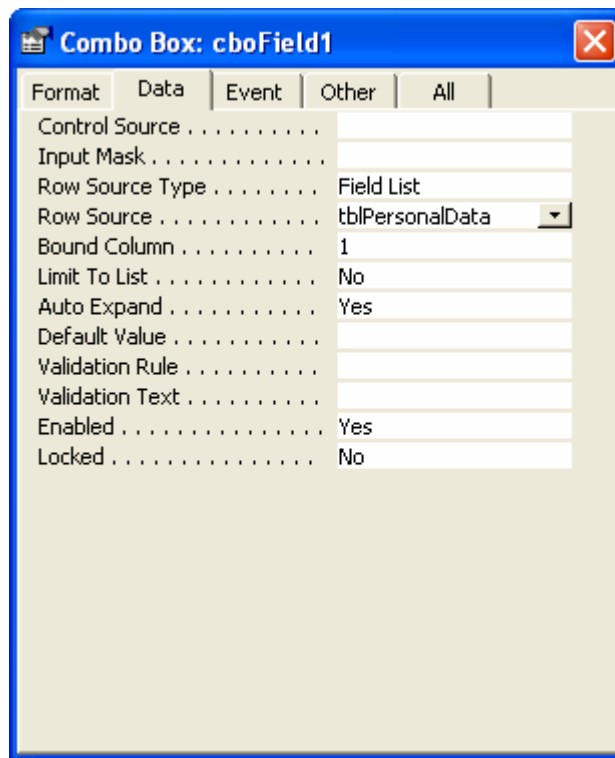 Combo Box: cboField1
Format Data Event Other All
Control Source . . . . . . . . . .
Input Mask . . . . . . . . . . . . .
Row Source Type . . . . . . . . Field List
Row Source . . . . . . . . . . . . tblPersonalData
Bound Column . . . . . . . . . . 1
Limit To List . . . . . . . . . . . . No
Auto Expand . . . . . . . . . . . Yes
Default Value . . . . . . . . . . .
Validation Rule . . . . . . . . . .
Validation Text . . . . . . . . . .
Enabled . . . . . . . . . . . . . . . Yes
Locked . . . . . . . . . . . . . . . No